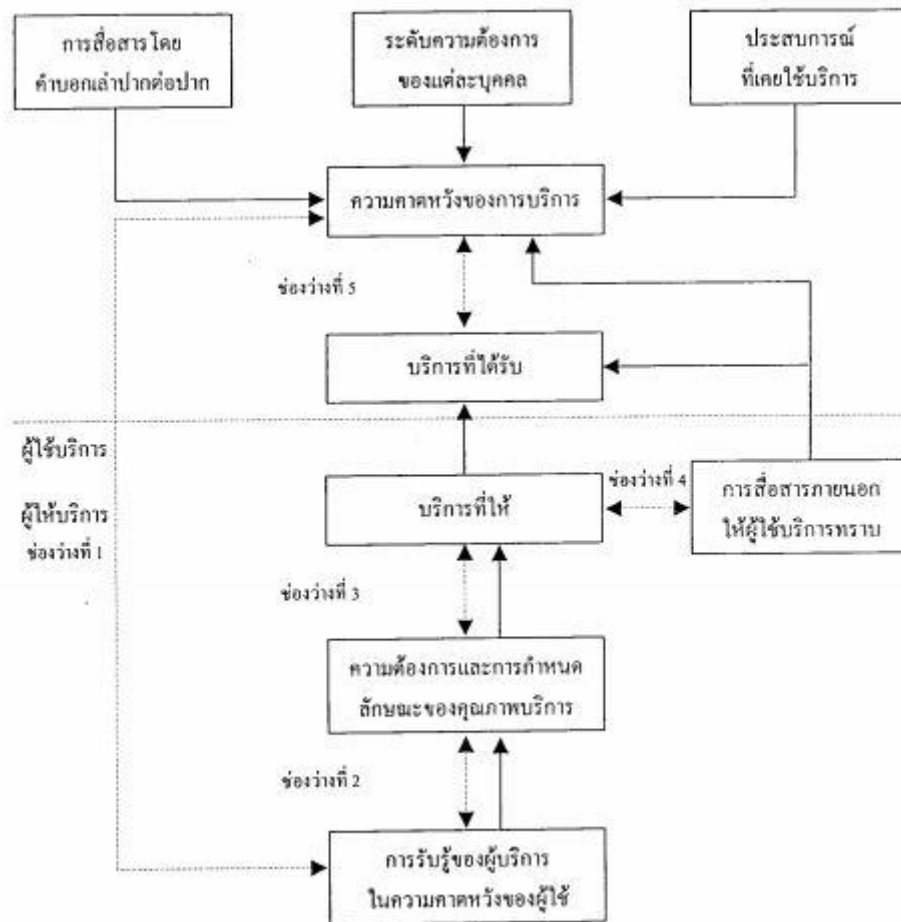 การสื่อสารโดย
คำบอกเล่าปากต่อปาก
ระดับความต้องการ
ของแต่ละบุคคล
ประสบการณ์
ที่เคยใช้บริการ
ความคาดหวังของการบริการ
ช่องว่างที่ 5
บริการที่ได้รับ
ผู้ใช้บริการ
ผู้ให้บริการ
ช่องว่างที่ 1
บริการที่ให้
ช่องว่างที่ 4
การสื่อสารภายนอก
ให้ผู้ใช้บริการทราบ
ช่องว่างที่ 3
ความต้องการและการกำหนด
ลักษณะของคุณภาพบริการ
ช่องว่างที่ 2
การรับรู้ของผู้บริการ
ในความคาดหวังของผู้ใช้